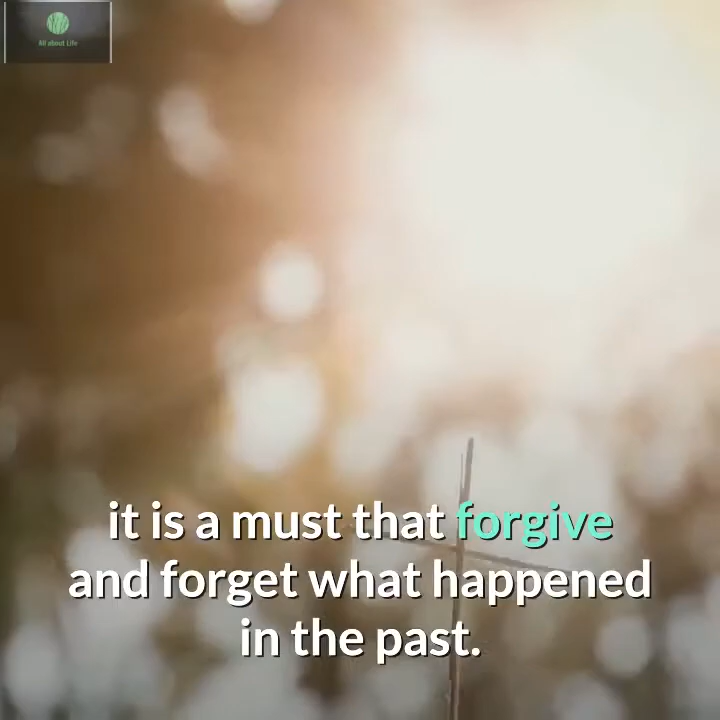 All about Life
it is a must that forgive
and forget what happened
in the past.